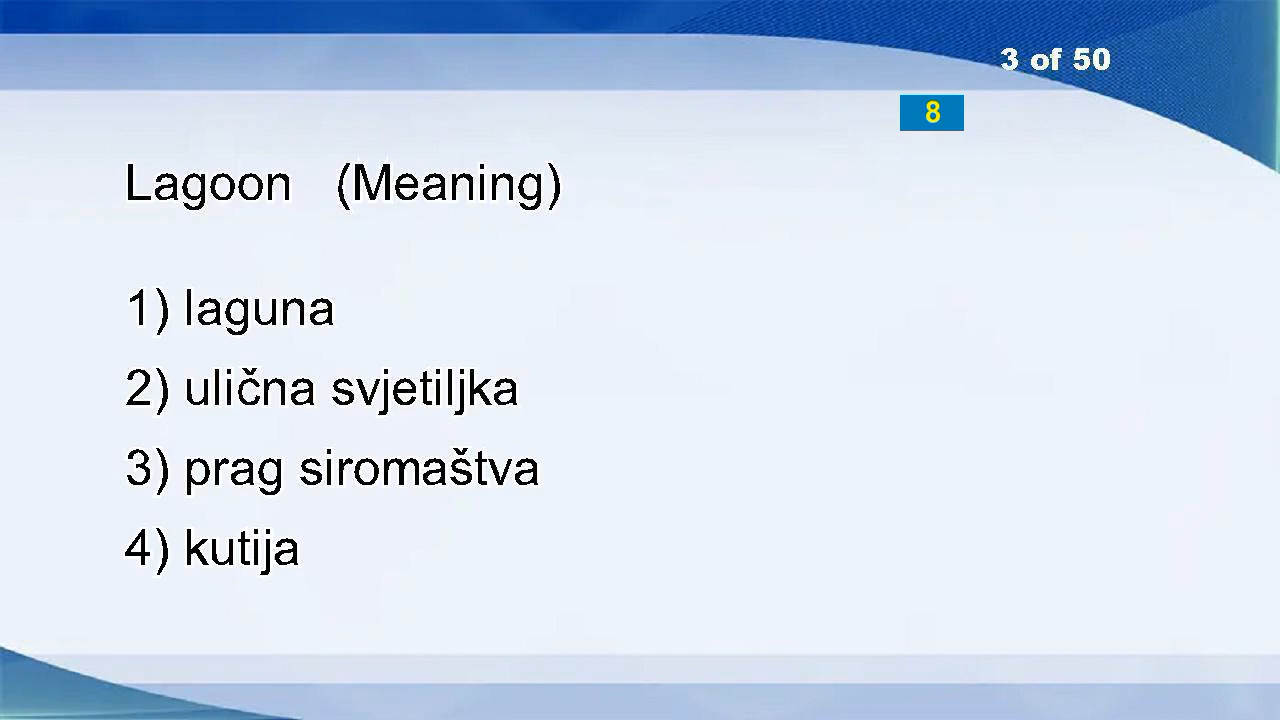 3 of 50
8
Lagoon (Meaning)
1) laguna
2) ulična svjetiljka
3) prag siromaštva
4) kutija